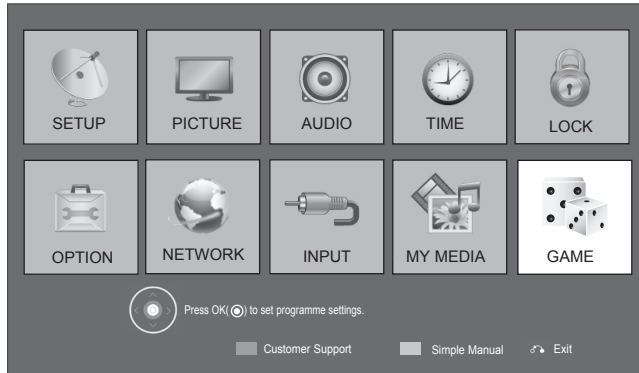 SETUP
PICTURE
AUDIO
TIME
LOCK
OPTION
NETWORK
INPUT
MY MEDIA
GAME
Press OK(◉) to set programme settings.
Customer Support
Simple Manual
Exit